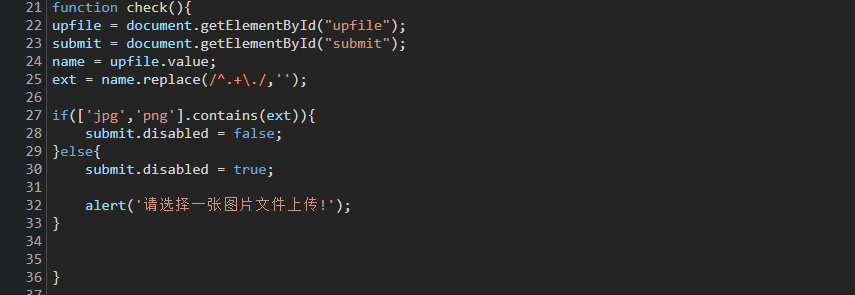 21 function check(){
22 upfile = document.getElementById("upfile");
23 submit = document.getElementById("submit");
24 name = upfile.value;
25 ext = name.replace(/^.+\./,'');
26
27 if(['jpg','png'].contains(ext)){
28     submit.disabled = false;
29 }else{
30     submit.disabled = true;
31
32     alert('请选择一张图片文件上传!');
33 }
34
35
36 }
37